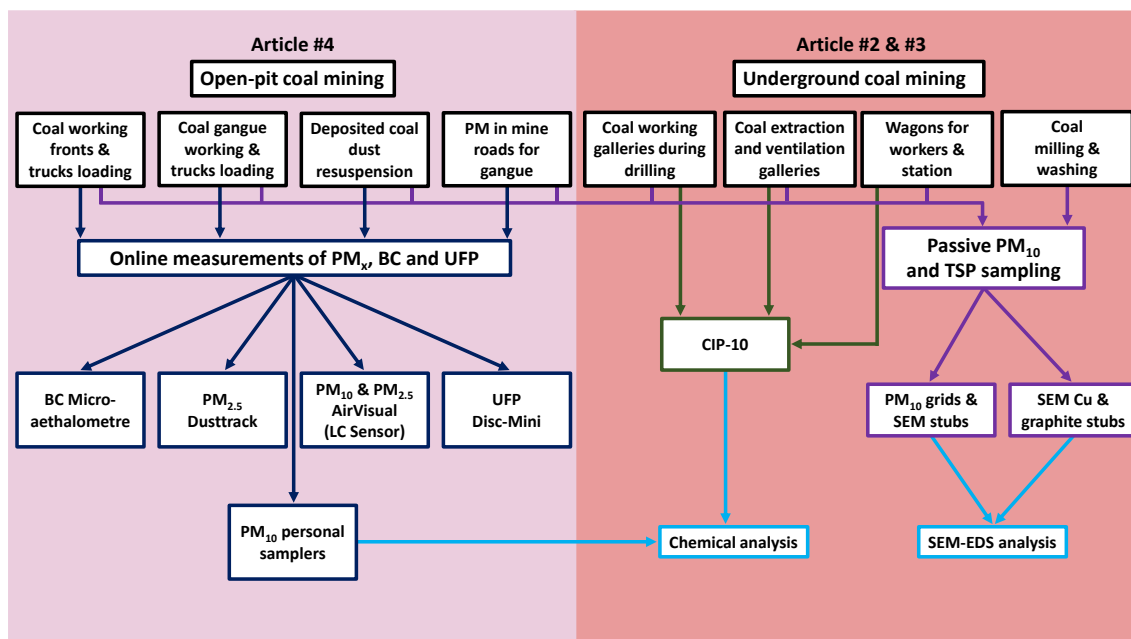 Article #4
Open-pit coal mining
Article #2 & #3
Underground coal mining
Coal working
fronts &
trucks loading
Coal gangue
working &
trucks loading
Deposited coal
dust
resuspension
PM in mine
roads for
gangue
Coal working
galleries during
drilling
Coal extraction
and ventilation
galleries
Wagons for
workers &
station
Coal
milling &
washing
Online measurements of PMx, BC and UFP
Passive PM10
and TSP sampling
CIP-10
BC Micro-
aethalometre
PM2.5
Dusttrack
PM10 & PM2.5
AirVisual
(LC Sensor)
UFP
Disc-Mini
PM10 grids &
SEM stubs
SEM Cu &
graphite stubs
PM10 personal
samplers
Chemical analysis
SEM-EDS analysis